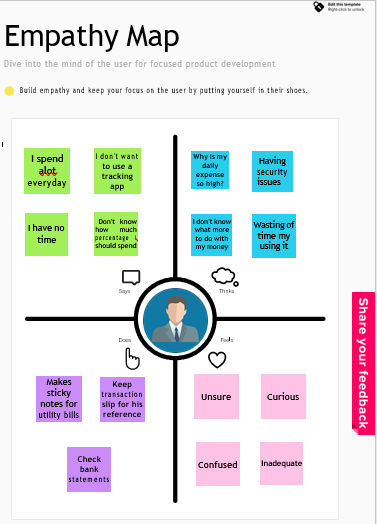 Edit this template
Right-click to unlock
Empathy Map
Dive into the mind of the user for focused product development
Build empathy and keep your focus on the user by putting yourself in their shoes.
I spend
alot
everyday
I don't want
to use a
tracking
app
I have no
time
Don't know
how much
percentage I
should spend
Says
Why is my
daily
expense
so high?
Having
security
issues
I don't know
what more
to do with
my money
Wasting of
time my
using it
Thinks
Does
Makes
sticky
notes for
utility bills
Keep
transaction
slip for his
reference
Check
bank
statements
Feels
Unsure
Curious
Confused
Inadequate
Share your feedback